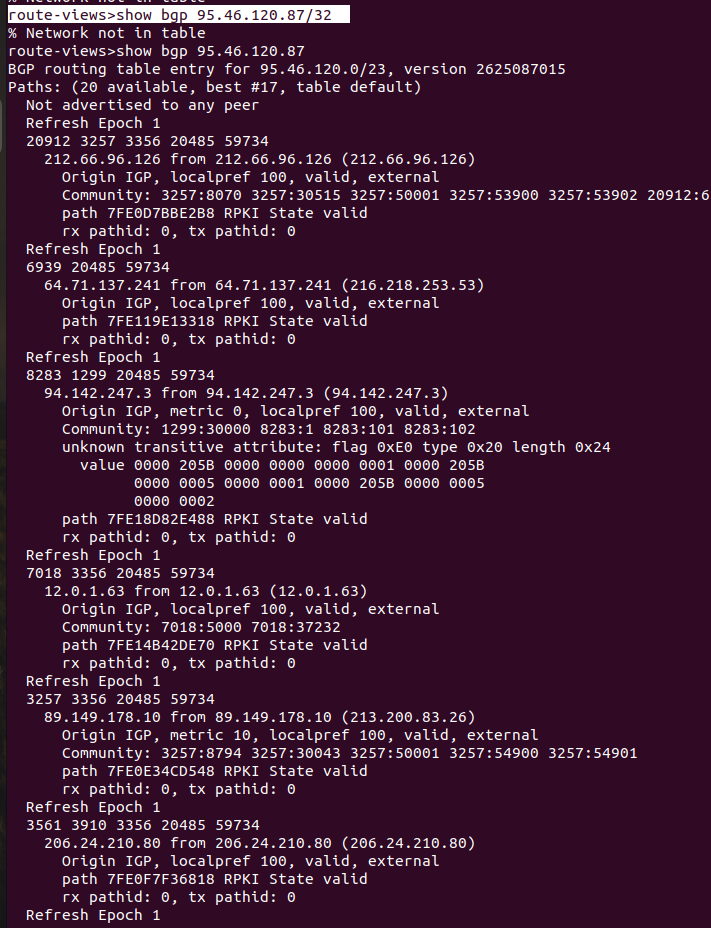 % Network not in table
route-views>show bgp 95.46.120.87/32
% Network not in table
route-views>show bgp 95.46.120.87
BGP routing table entry for 95.46.120.0/23, version 2625087015
Paths: (20 available, best #17, table default)
  Not advertised to any peer
  Refresh Epoch 1
  20912 3257 3356 20485 59734
    212.66.96.126 from 212.66.96.126 (212.66.96.126)
      Origin IGP, localpref 100, valid, external
      Community: 3257:8070 3257:30515 3257:50001 3257:53900 3257:53902 20912:6
      path 7FE0D7BBE2B8 RPKI State valid
      rx pathid: 0, tx pathid: 0
  Refresh Epoch 1
  6939 20485 59734
    64.71.137.241 from 64.71.137.241 (216.218.253.53)
      Origin IGP, localpref 100, valid, external
      path 7FE119E13318 RPKI State valid
      rx pathid: 0, tx pathid: 0
  Refresh Epoch 1
  8283 1299 20485 59734
    94.142.247.3 from 94.142.247.3 (94.142.247.3)
      Origin IGP, metric 0, localpref 100, valid, external
      Community: 1299:30000 8283:1 8283:101 8283:102
      unknown transitive attribute: flag 0xE0 type 0x20 length 0x24
        value 0000 205B 0000 0000 0000 0001 0000 205B
              0000 0005 0000 0001 0000 205B 0000 0005
              0000 0002
      path 7FE18D82E488 RPKI State valid
      rx pathid: 0, tx pathid: 0
  Refresh Epoch 1
  7018 3356 20485 59734
    12.0.1.63 from 12.0.1.63 (12.0.1.63)
      Origin IGP, localpref 100, valid, external
      Community: 7018:5000 7018:37232
      path 7FE14B42DE70 RPKI State valid
      rx pathid: 0, tx pathid: 0
  Refresh Epoch 1
  3257 3356 20485 59734
    89.149.178.10 from 89.149.178.10 (213.200.83.26)
      Origin IGP, metric 10, localpref 100, valid, external
      Community: 3257:8794 3257:30043 3257:50001 3257:54900 3257:54901
      path 7FE0E34CD548 RPKI State valid
      rx pathid: 0, tx pathid: 0
  Refresh Epoch 1
  3561 3910 3356 20485 59734
    206.24.210.80 from 206.24.210.80 (206.24.210.80)
      Origin IGP, localpref 100, valid, external
      path 7FE0F7F36818 RPKI State valid
      rx pathid: 0, tx pathid: 0
  Refresh Epoch 1